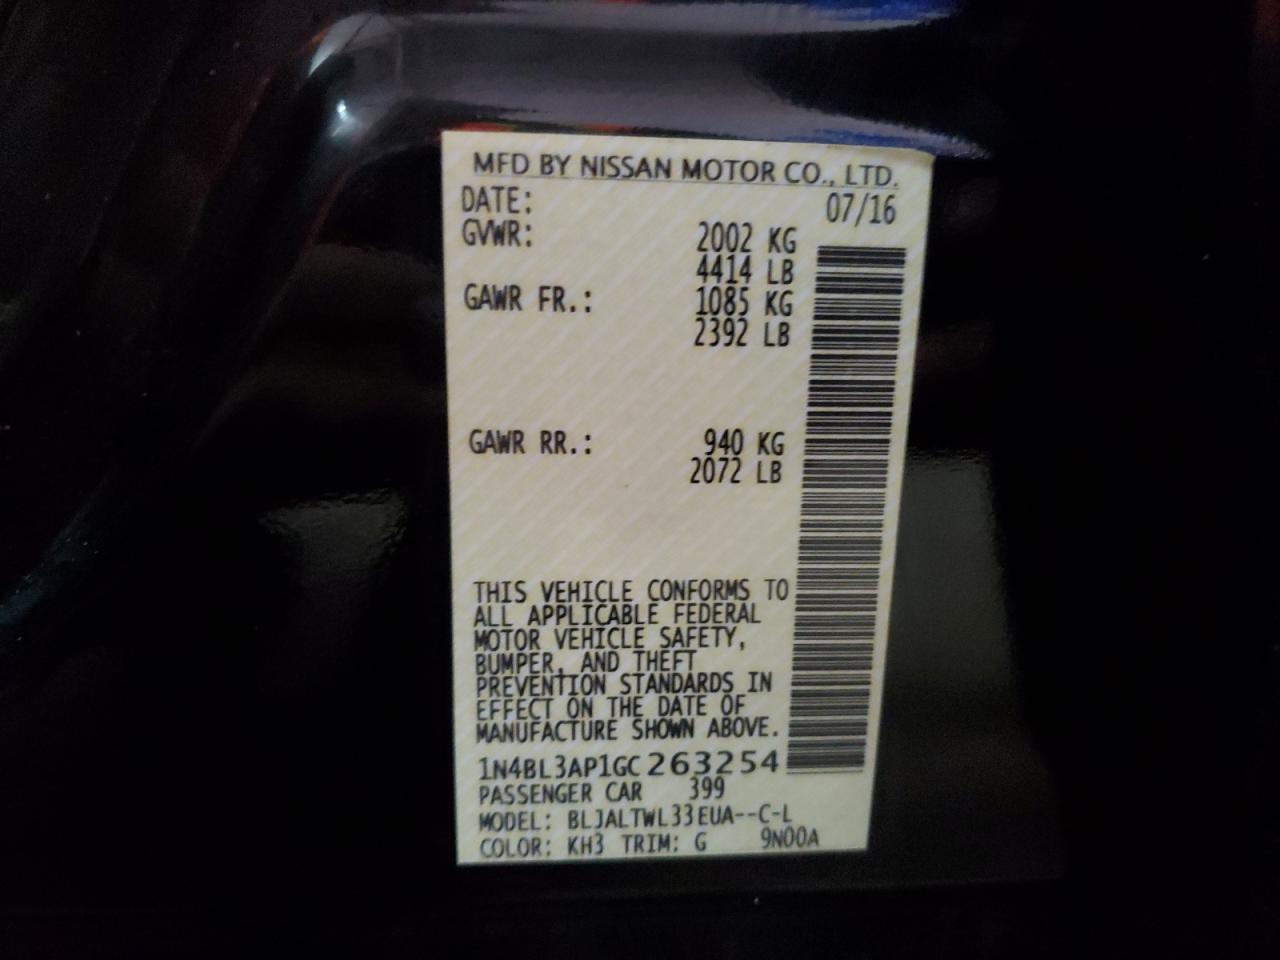 MFD BY NISSAN MOTOR CO., LTD.
DATE: 07/16
GVWR: 2002 KG
4414 LB
GAWR FR.: 1085 KG
2392 LB
GAWR RR.: 940 KG
2072 LB
THIS VEHICLE CONFORMS TO
ALL APPLICABLE FEDERAL
MOTOR VEHICLE SAFETY,
BUMPER, AND THEFT
PREVENTION STANDARDS IN
EFFECT ON THE DATE OF
MANUFACTURE SHOWN ABOVE.
1N4BL3AP1GC263254
PASSENGER CAR 399
MODEL: BLJALTWL33EUA--C-L
COLOR: KH3 TRIM: G 9N00A